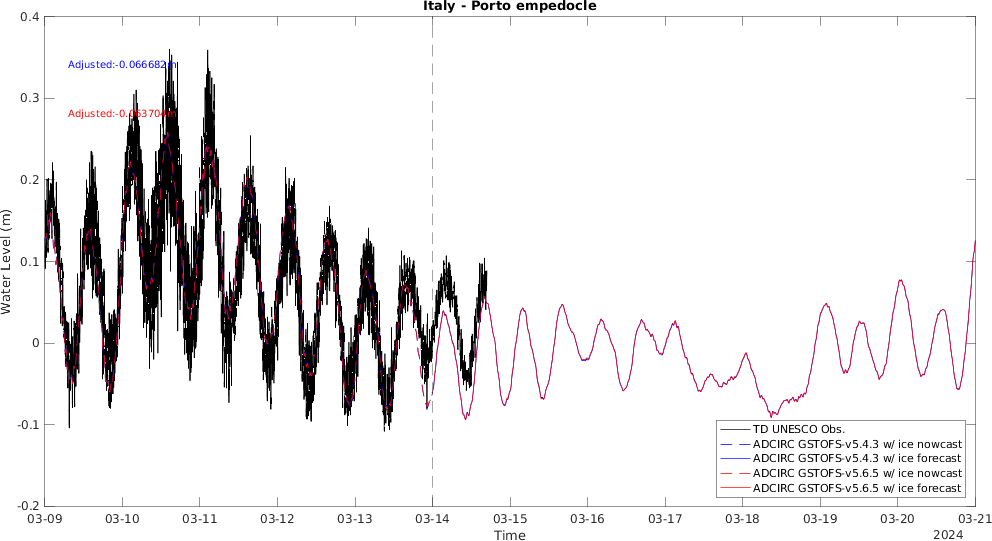 Italy - Porto empedocle
0.4
0.3
0.2
0.1
0
-0.1
-0.2
Water Level (m)
Adjusted:-0.066682m
Adjusted:-0.063704m
TD UNESCO Obs.
ADCIRC GSTOFS-v5.4.3 w/ ice nowcast
ADCIRC GSTOFS-v5.4.3 w/ ice forecast
ADCIRC GSTOFS-v5.6.5 w/ ice nowcast
ADCIRC GSTOFS-v5.6.5 w/ ice forecast
03-09 03-10 03-11 03-12 03-13 03-14 03-15 03-16 03-17 03-18 03-19 03-20 03-21
Time
2024